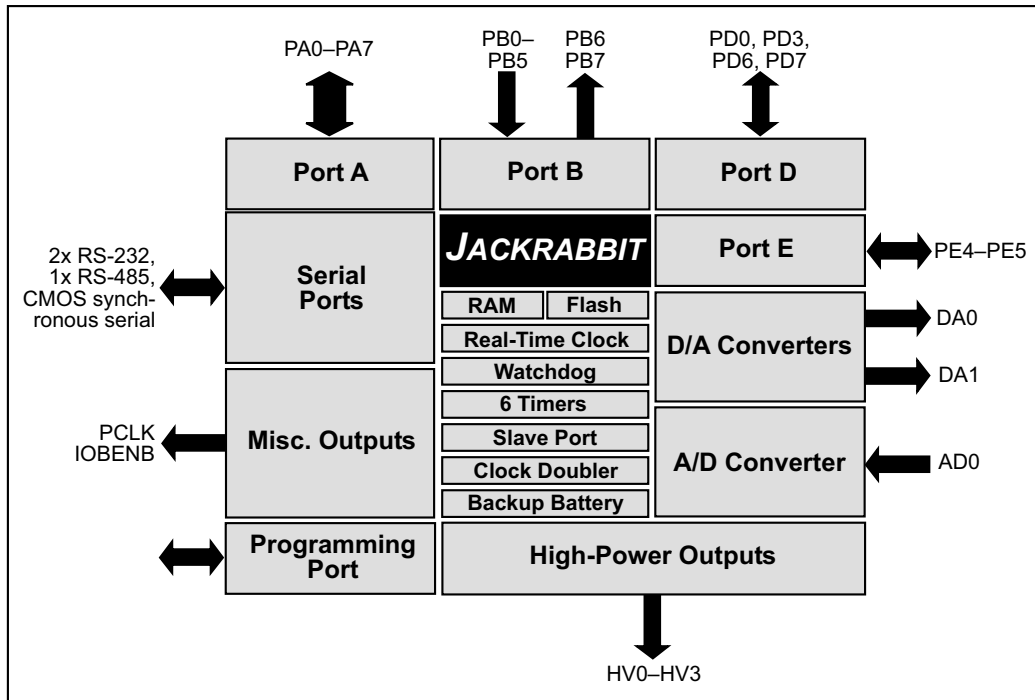 PA0–PA7
PB0–
PB5
PB6
PB7
PD0, PD3,
PD6, PD7
Port A
Port B
Port D
2x RS-232,
1x RS-485,
CMOS synch-
ronous serial
Serial
Ports
JACKRABBIT
Port E
PE4–PE5
RAM
Flash
Real-Time Clock
Watchdog
6 Timers
Slave Port
Clock Doubler
Backup Battery
D/A Converters
DA0
DA1
PCLK
IOBENB
Misc. Outputs
A/D Converter
AD0
Programming
Port
High-Power Outputs
HV0–HV3